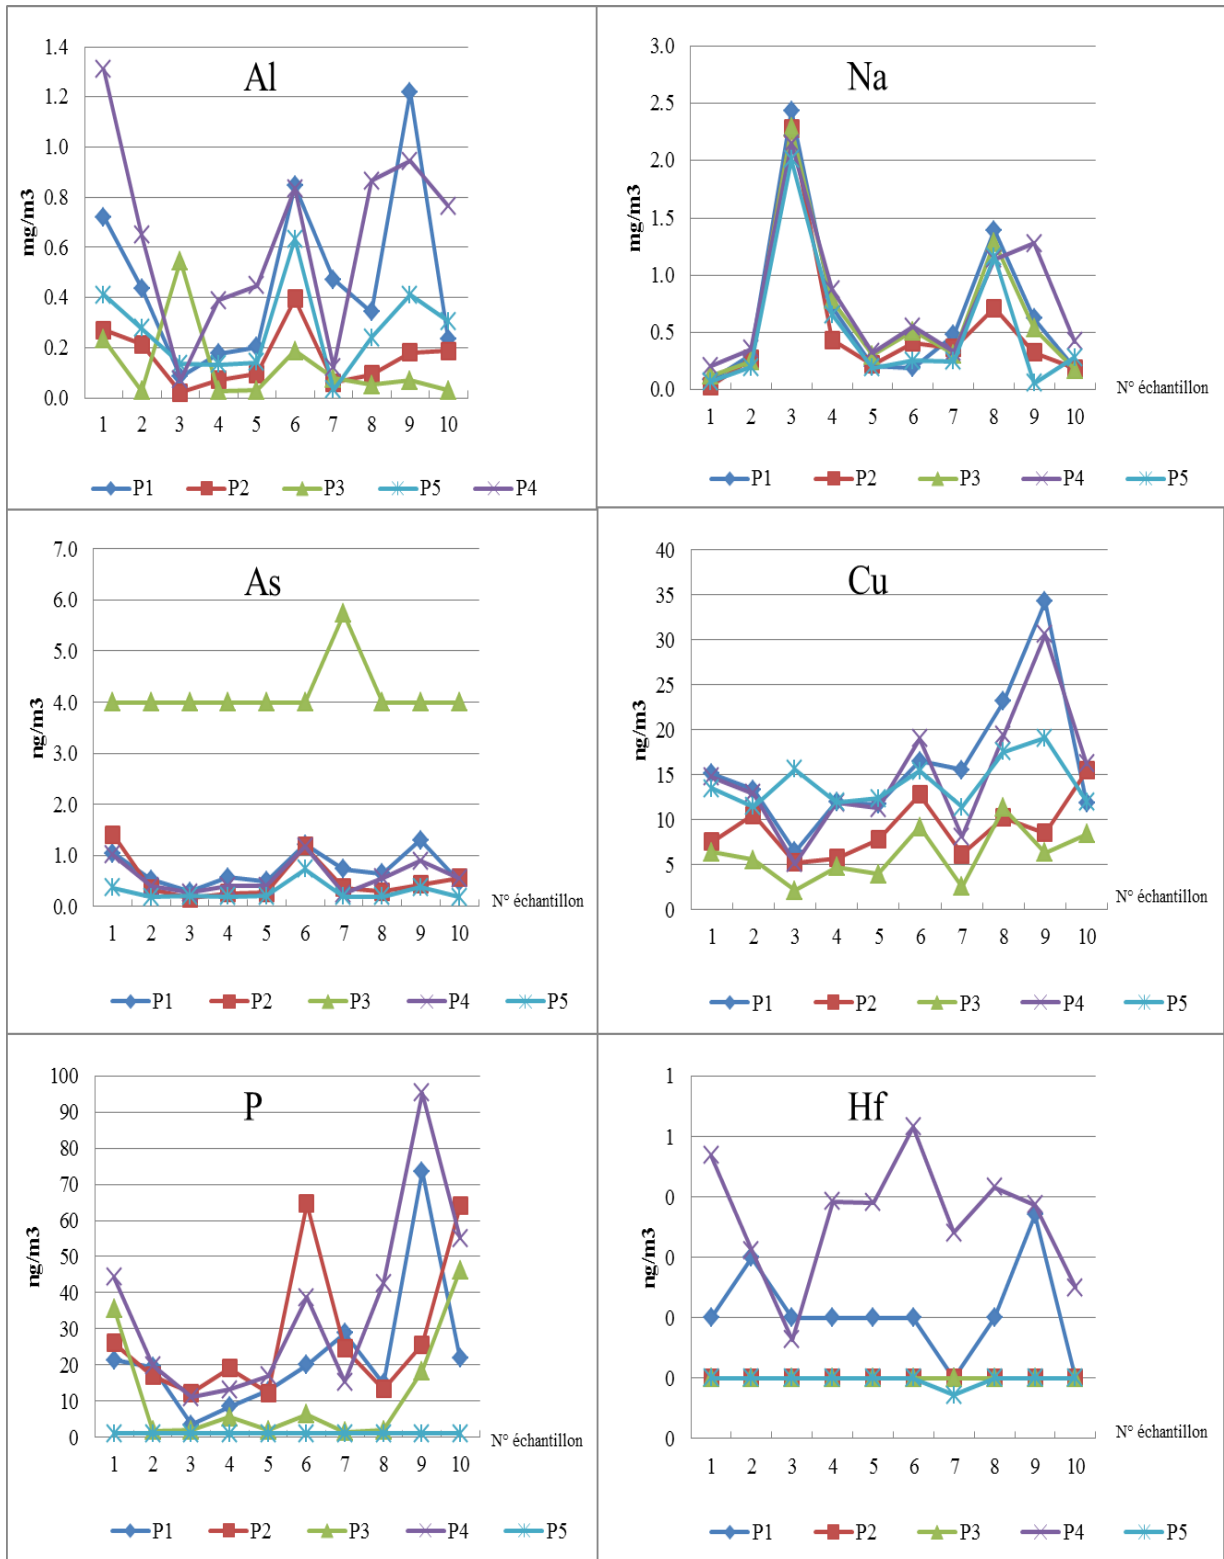 Al
mg/m3
1.4
1.2
1.0
0.8
0.6
0.4
0.2
0.0
1 2 3 4 5 6 7 8 9 10
P1 P2 P3 P5 P4
Na
mg/m3
3.0
2.5
2.0
1.5
1.0
0.5
0.0
1 2 3 4 5 6 7 8 9 10
N° échantillon
P1 P2 P3 P4 P5
As
ng/m3
7.0
6.0
5.0
4.0
3.0
2.0
1.0
0.0
1 2 3 4 5 6 7 8 9 10
N° échantillon
P1 P2 P3 P4 P5
Cu
ng/m3
40
35
30
25
20
15
10
5
0
1 2 3 4 5 6 7 8 9 10
N° échantillon
P1 P2 P3 P4 P5
P
ng/m3
100
90
80
70
60
50
40
30
20
10
0
1 2 3 4 5 6 7 8 9 10
N° échantillon
P1 P2 P3 P4 P5
Hf
ng/m3
1
1
0
0
0
0
0
1 2 3 4 5 6 7 8 9 10
N° échantillon
P1 P2 P3 P4 P5